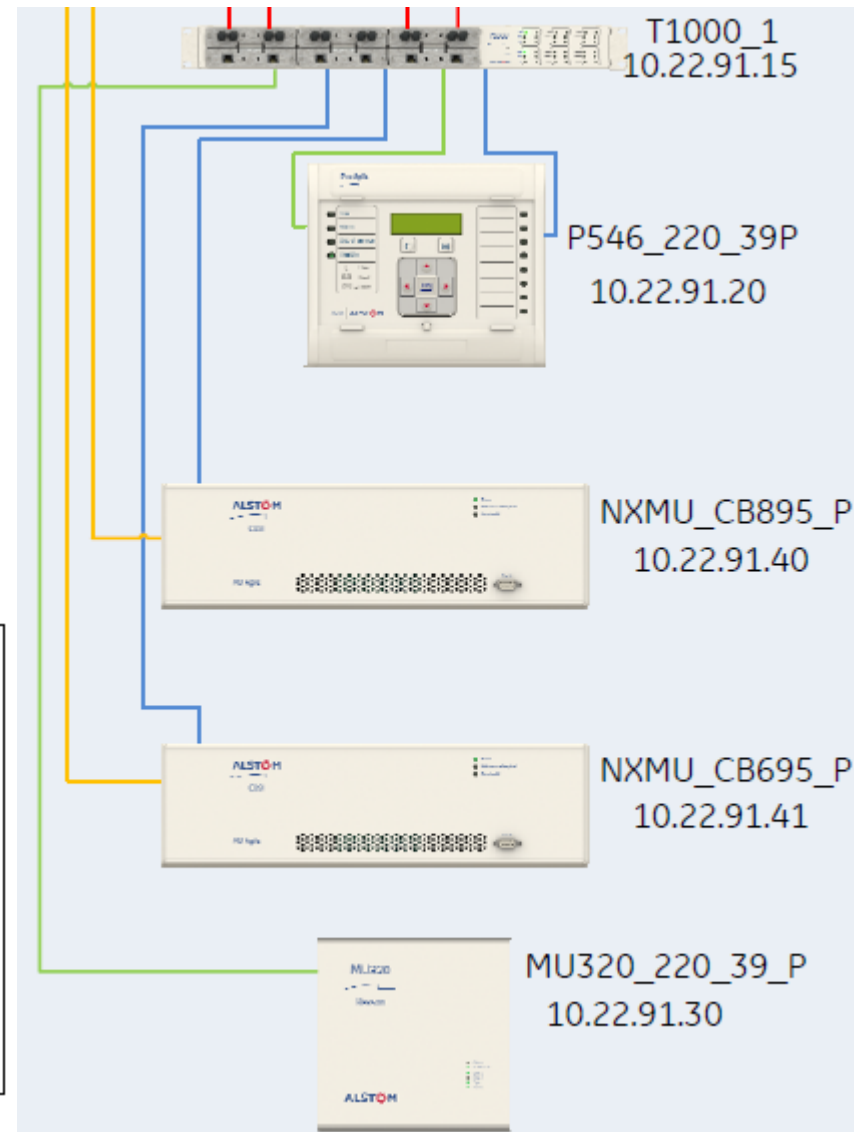 T1000_1
10.22.91.15
P546_220_39P
10.22.91.20
ALSTOM
ALSTOM
NXMU_CB895_P
10.22.91.40
ALSTOM
NXMU_CB695_P
10.22.91.41
MU320
MU320_220_39_P
10.22.91.30
ALSTOM